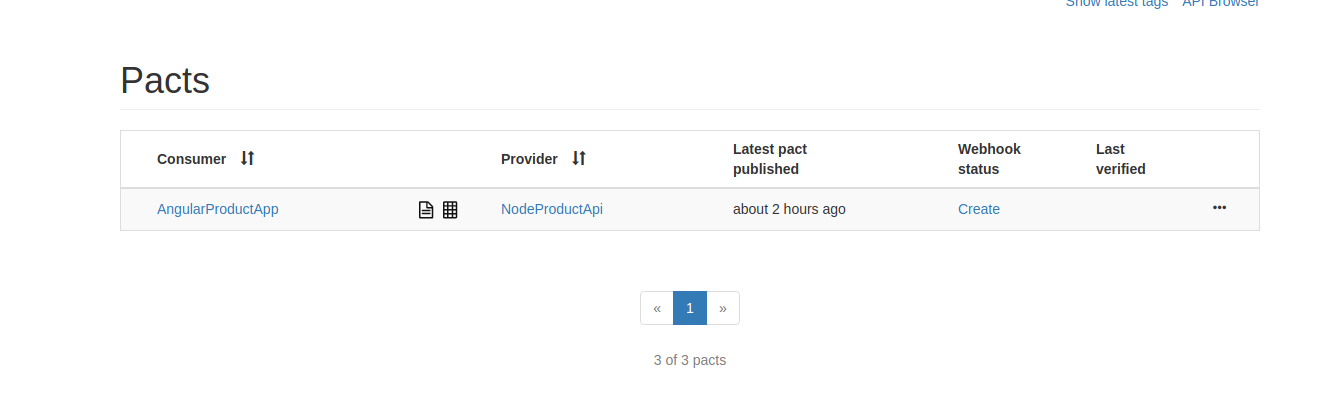 Show latest tags API Browser
Pacts
Consumer Provider Latest pact published Webhook status Last verified
AngularProductApp NodeProductApi about 2 hours ago Create •••
« 1 »
3 of 3 pacts